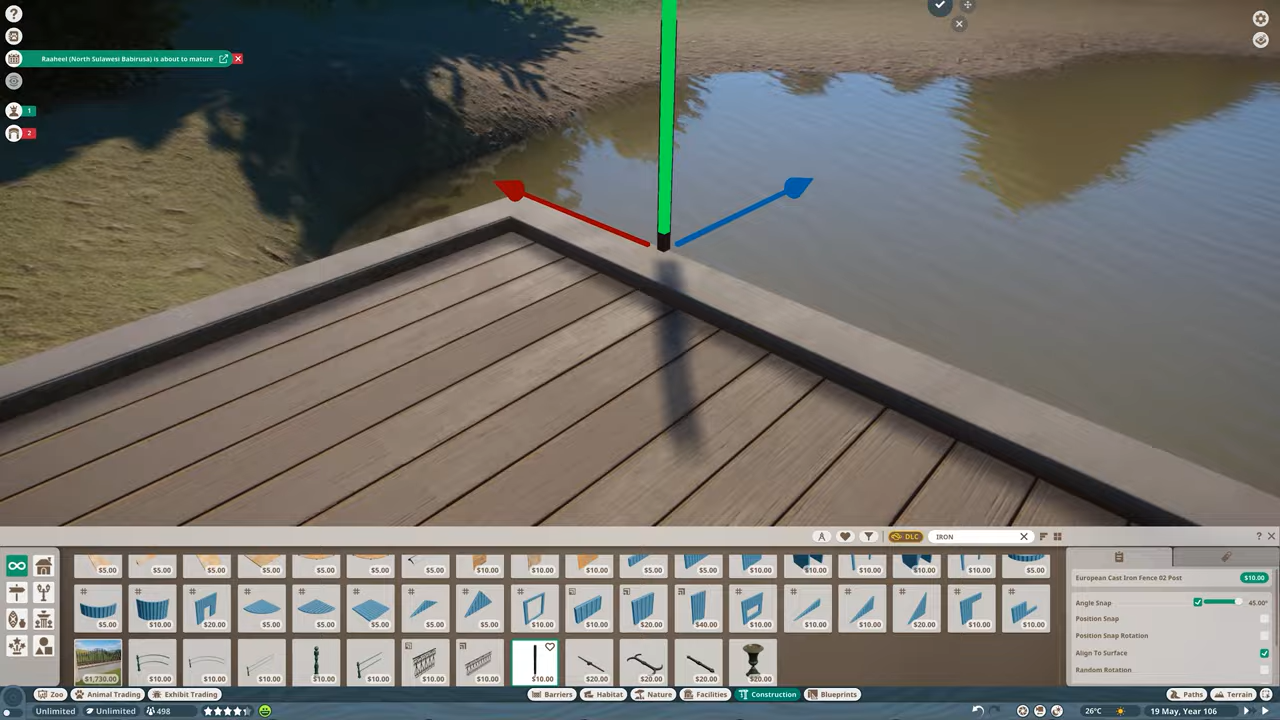 ?
Raaheel (North Sulawesi Babirusa) is about to mature
1
2
DLC
IRON
?
$5.00 $5.00 $5.00 $5.00 $5.00 $5.00 $5.00 $10.00 $10.00 $10.00 $5.00 $5.00 $10.00 $10.00 $10.00 $10.00 $10.00 $5.00
$5.00 $10.00 $20.00 $5.00 $5.00 $5.00 $5.00 $10.00 $10.00 $10.00 $20.00 $40.00 $20.00 $5.00 $10.00 $20.00 $10.00 $10.00
$1,730.00 $10.00 $10.00 $10.00 $10.00 $10.00 $10.00 $10.00 $10.00 $20.00 $20.00 $20.00 $20.00
European Cast Iron Fence 02 Post $10.00
Angle Snap 45.00°
Position Snap
Position Snap Rotation
Align To Surface
Random Rotation
Zoo Animal Trading Exhibit Trading Barriers Habitat Nature Facilities Construction Blueprints Paths Terrain
Unlimited Unlimited 498 26°C 19 May, Year 106